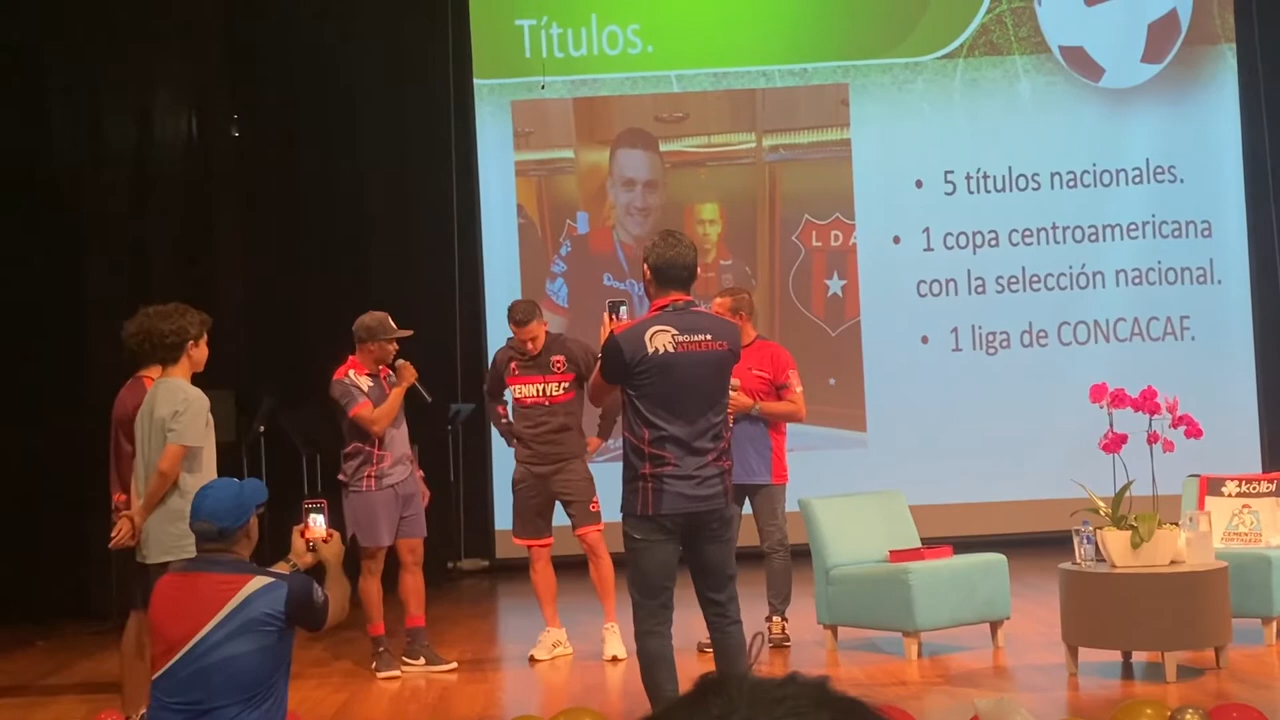 Títulos.
LDA
• 5 títulos nacionales.
• 1 copa centroamericana
con la selección nacional.
• 1 liga de CONCACAF.
TROJAN
ATHLETICS
KENNYVE
kölbi
CEMENTOS
FORTALEZA